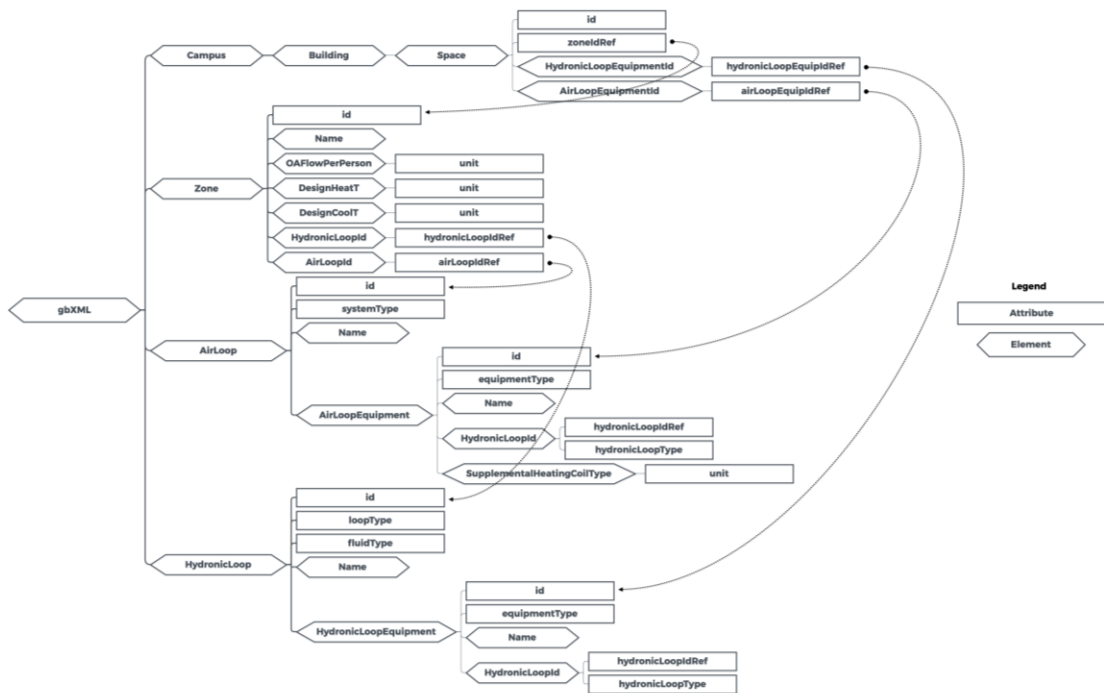 id
zoneIdRef
Campus
Building
Space
HydronicLoopEquipmentId
hydronicLoopEquipIdRef
AirLoopEquipmentId
airLoopEquipIdRef
id
Name
OAFlowPerPerson
unit
Zone
DesignHeatT
unit
DesignCoolT
unit
HydronicLoopId
hydronicLoopIdRef
AirLoopId
airLoopIdRef
id
Legend
gbXML
systemType
Attribute
Name
AirLoop
Element
id
equipmentType
Name
AirLoopEquipment
hydronicLoopIdRef
HydronicLoopId
hydronicLoopType
SupplementalHeatingCoilType
unit
id
loopType
fluidType
HydronicLoop
Name
id
equipmentType
HydronicLoopEquipment
Name
hydronicLoopIdRef
HydronicLoopId
hydronicLoopType